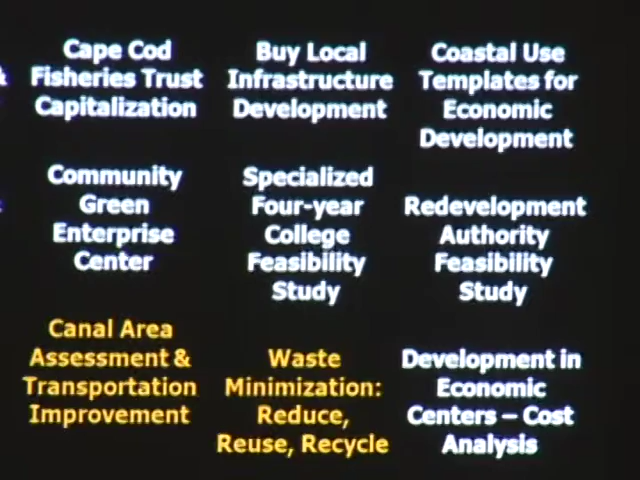 Cape Cod
Fisheries Trust
Capitalization
Buy Local
Infrastructure
Development
Coastal Use
Templates for
Economic
Development
Community
Green
Enterprise
Center
Specialized
Four-year
College
Feasibility
Study
Redevelopment
Authority
Feasibility
Study
Canal Area
Assessment &
Transportation
Improvement
Waste
Minimization:
Reduce,
Reuse, Recycle
Development in
Economic
Centers – Cost
Analysis